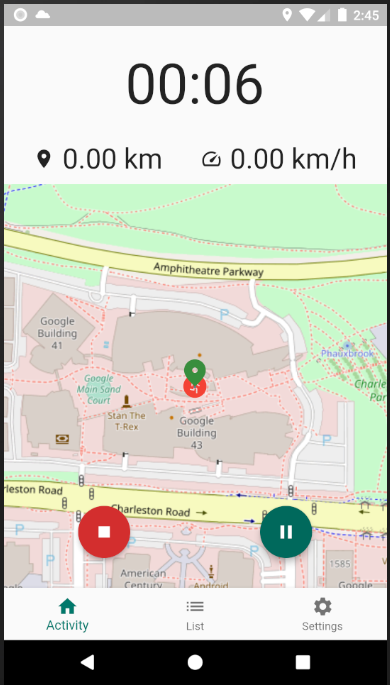 2:45
00:06
0.00 km
0.00 km/h
Amphitheatre Parkway
P
Google
Building
41
Phauxbrook
Google
Main Sand
Court
Charle
Par
Stan The
T-Rex
Google
Building
43
P
rleston Road
Charleston Road
P
P
American
Century
Android
1585
Google
Activity
List
Settings